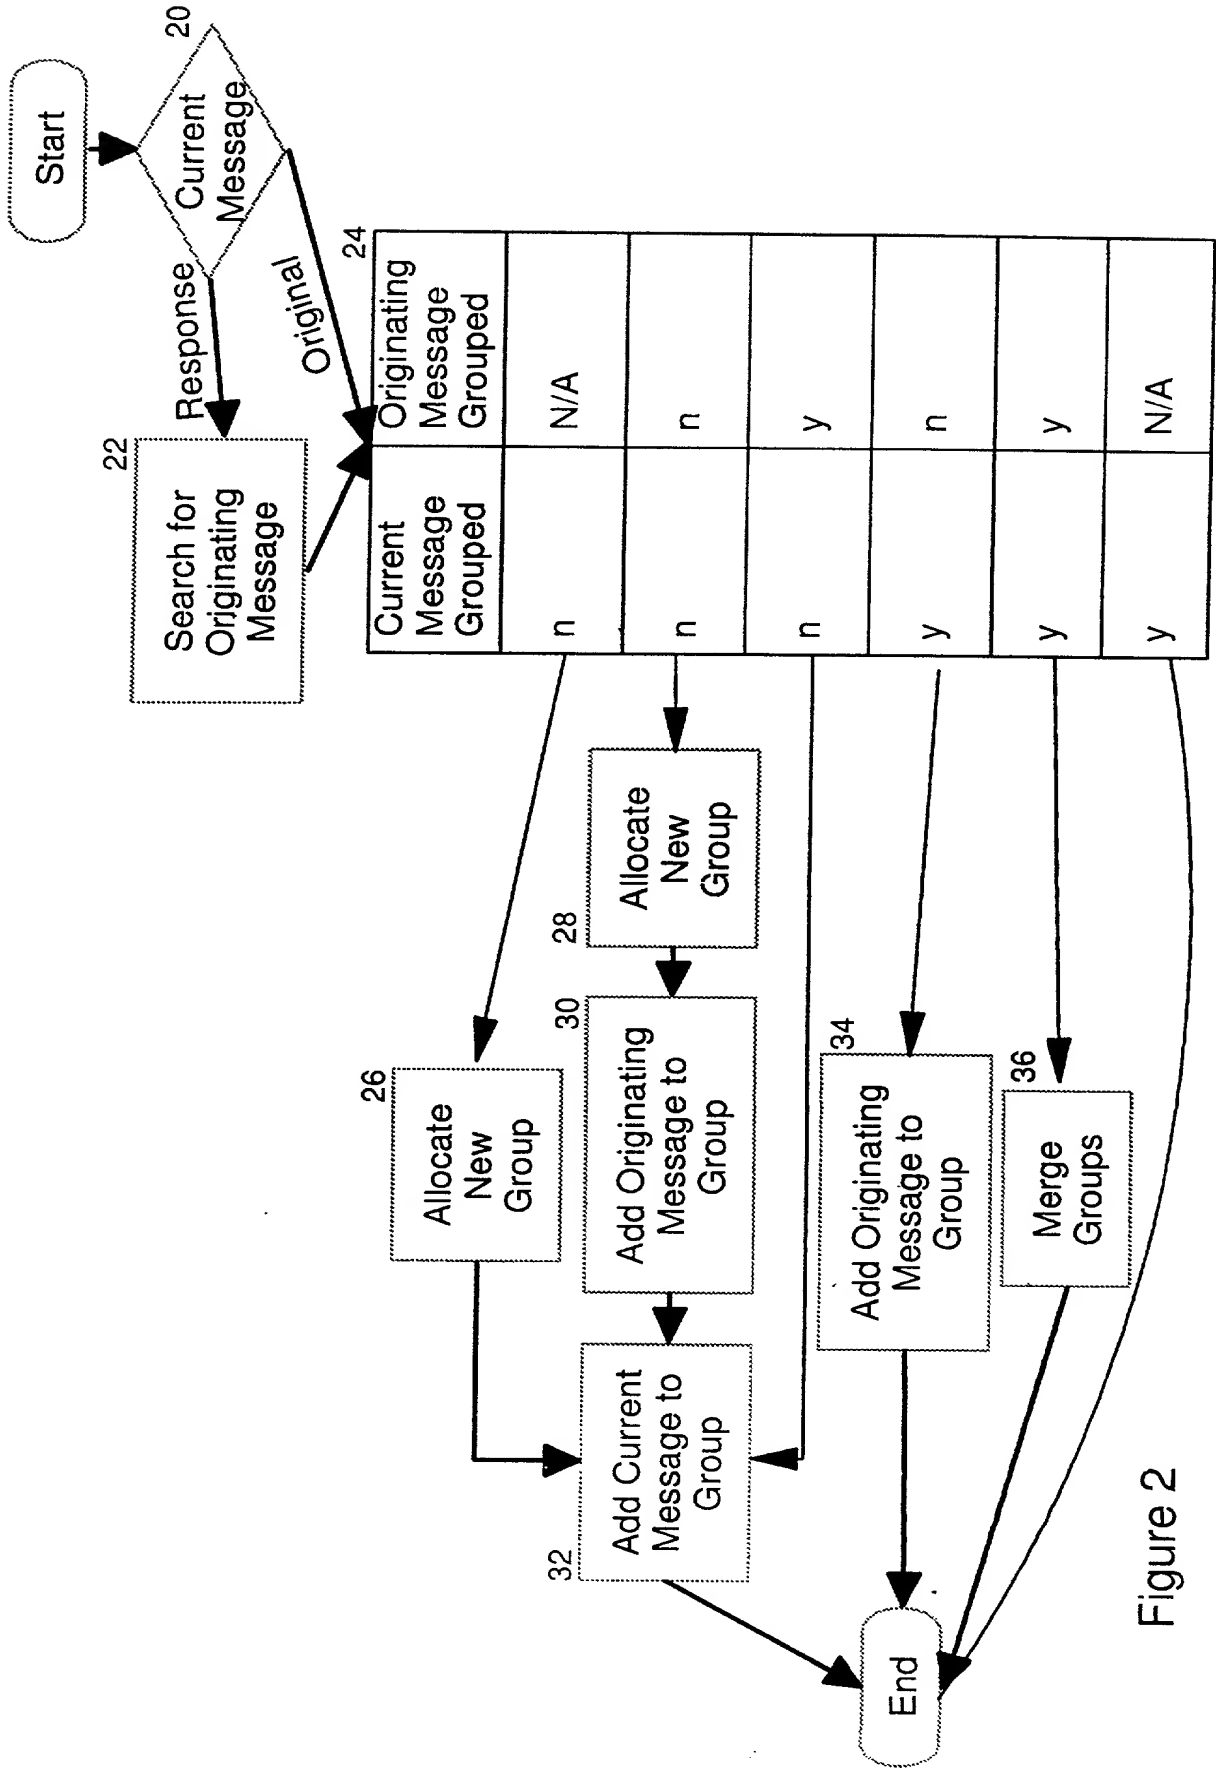 Start
20
Current
Message
Response
Original
22
Search for
Originating
Message
24
Current
Message
Grouped
Originating
Message
Grouped
n
N/A
n
n
n
y
y
n
y
y
y
N/A
26
Allocate
New
Group
28
Allocate
New
Group
30
Add Originating
Message to
Group
32
Add Current
Message to
Group
34
Add Originating
Message to
Group
36
Merge
Groups
End
Figure 2